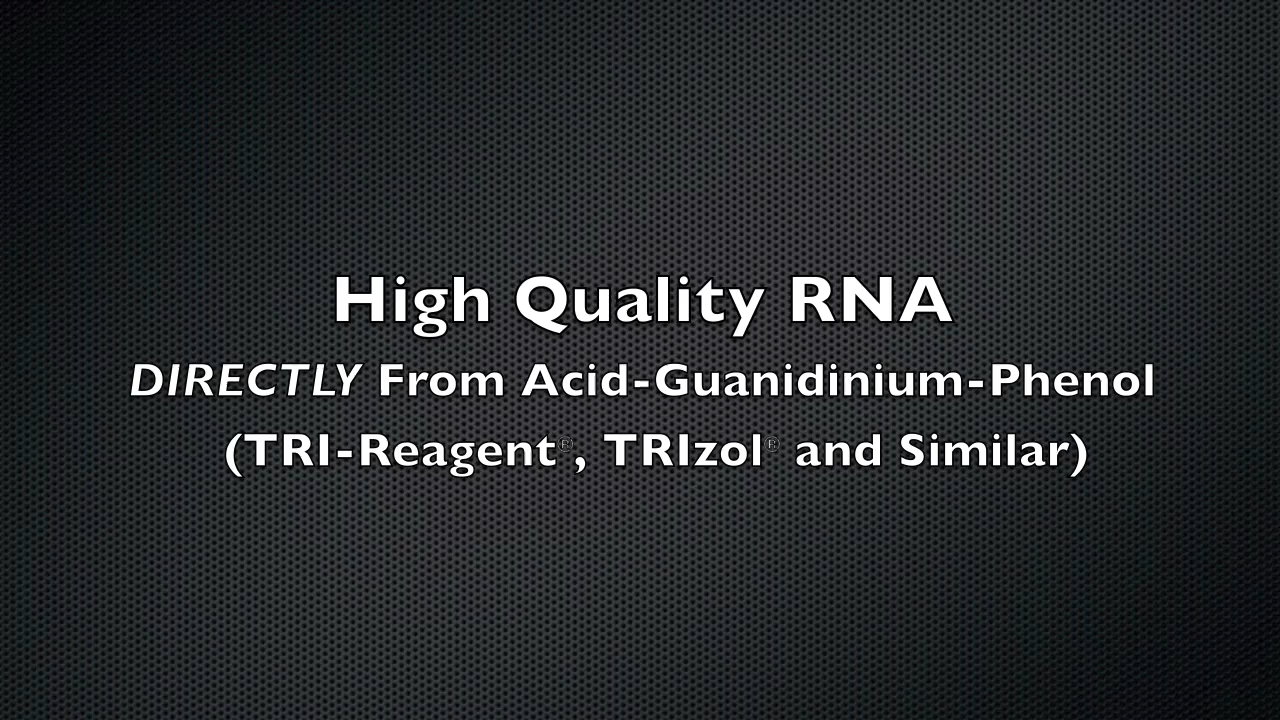 High Quality RNA
DIRECTLY From Acid-Guanidinium-Phenol
(TRI-Reagent®, TRIzol® and Similar)